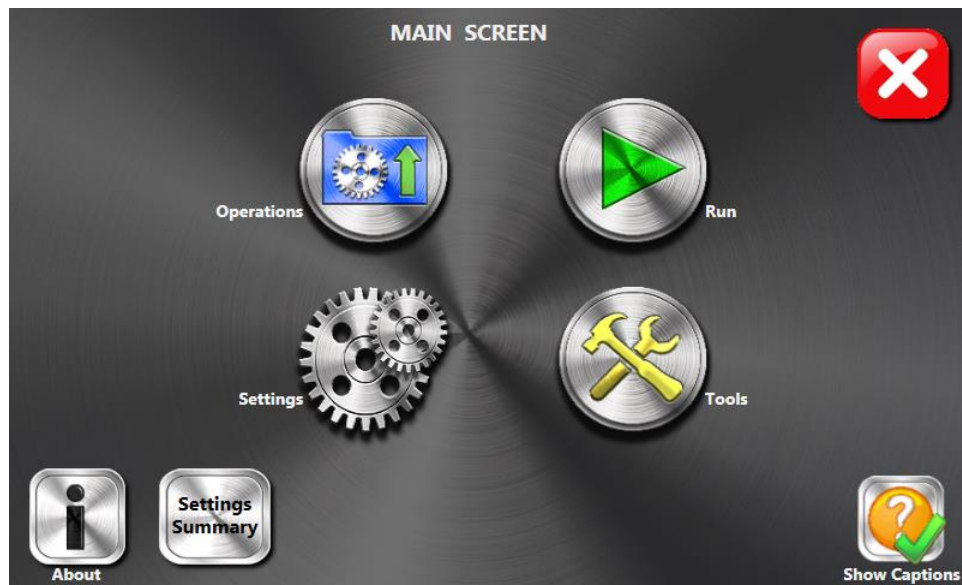 MAIN SCREEN
Operations
Run
Settings
Tools
Settings
Summary
About
Show Captions